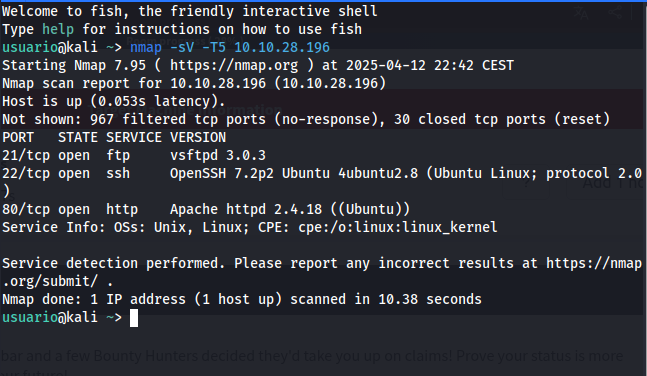 Welcome to fish, the friendly interactive shell
Type help for instructions on how to use fish
usuario@kali ~> nmap -sV -T5 10.10.28.196
Starting Nmap 7.95 ( https://nmap.org ) at 2025-04-12 22:42 CEST
Nmap scan report for 10.10.28.196 (10.10.28.196)
Host is up (0.053s latency).
Not shown: 967 filtered tcp ports (no-response), 30 closed tcp ports (reset)
PORT   STATE SERVICE VERSION
21/tcp open  ftp     vsftpd 3.0.3
22/tcp open  ssh     OpenSSH 7.2p2 Ubuntu 4ubuntu2.8 (Ubuntu Linux; protocol 2.0
)
80/tcp open  http    Apache httpd 2.4.18 ((Ubuntu))
Service Info: OSs: Unix, Linux; CPE: cpe:/o:linux:linux_kernel

Service detection performed. Please report any incorrect results at https://nmap
.org/submit/ .
Nmap done: 1 IP address (1 host up) scanned in 10.38 seconds
usuario@kali ~>
bar and a few Bounty Hunters decided they'd take you up on claims! Prove your status is more